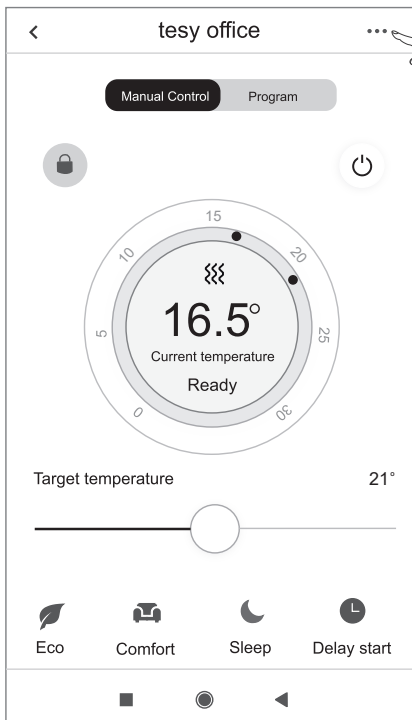 tesy office
Manual Control Program
15
10 20
5 25
0 30
16.5°
Current temperature
Ready
Target temperature 21°
Eco Comfort Sleep Delay start